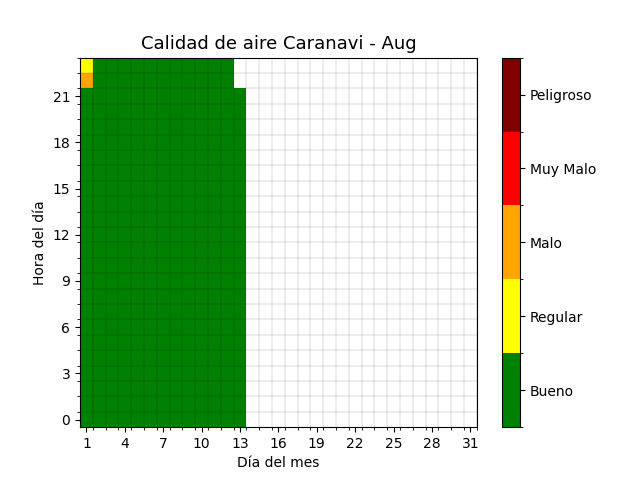 Calidad de aire Caranavi - Aug
Hora del día
21
18
15
12
9
6
3
0
1 4 7 10 13 16 19 22 25 28 31
Día del mes
Peligroso
Muy Malo
Malo
Regular
Bueno